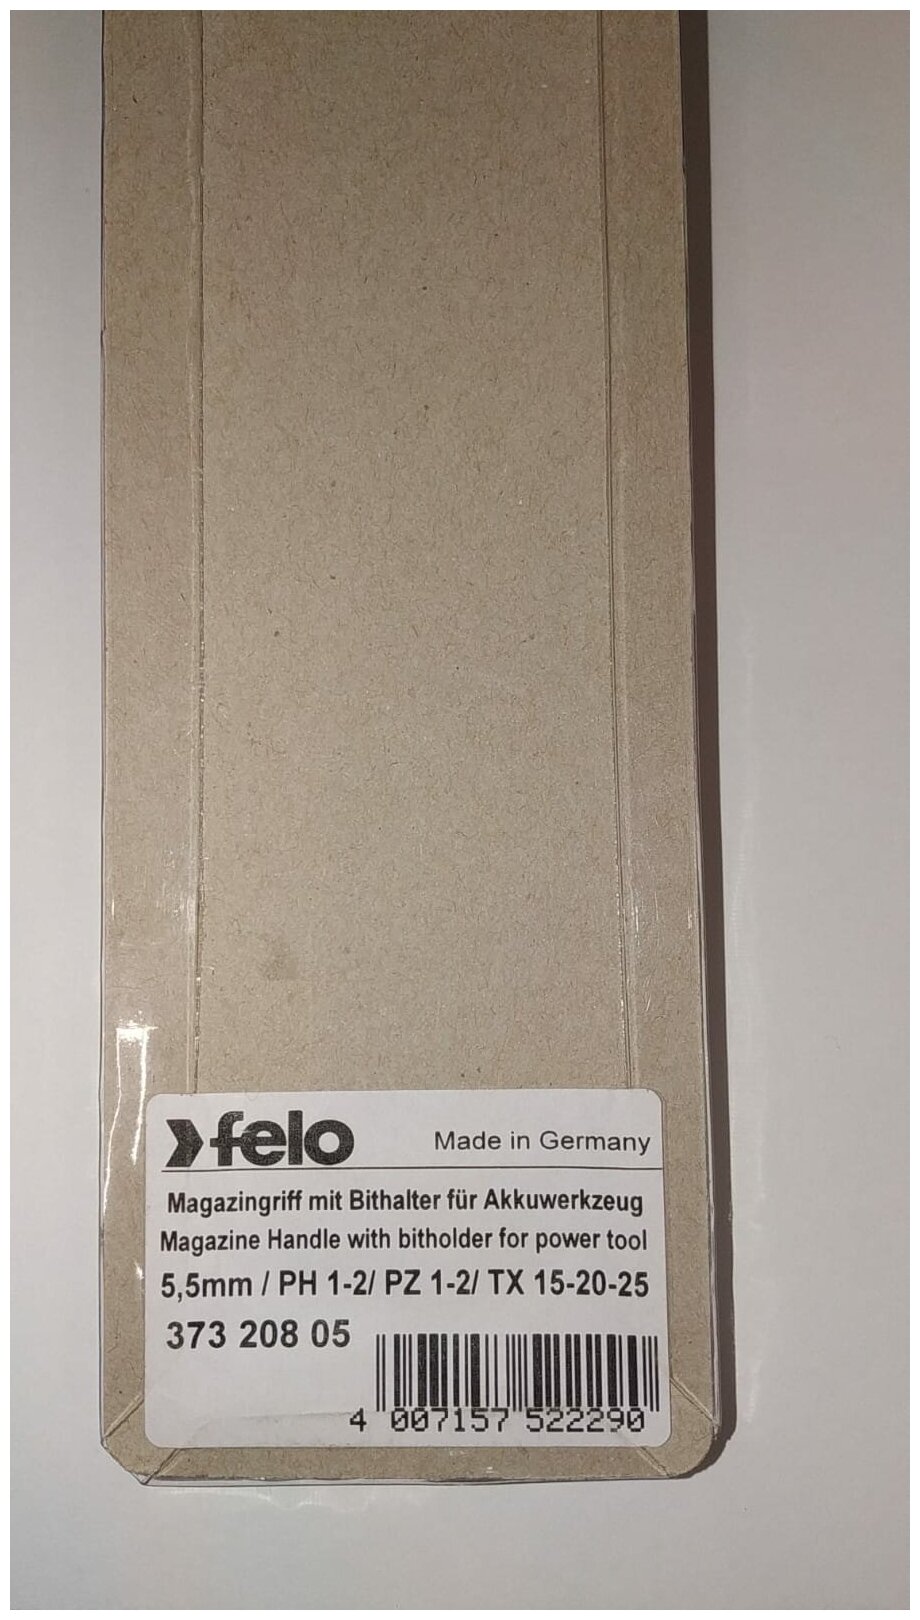 felo
Made in Germany
Magazingriff mit Bithalter für Akkuwerkzeug
Magazine Handle with bitholder for power tool
5,5mm / PH 1-2/ PZ 1-2/ TX 15-20-25
373 208 05
4 007157 522290